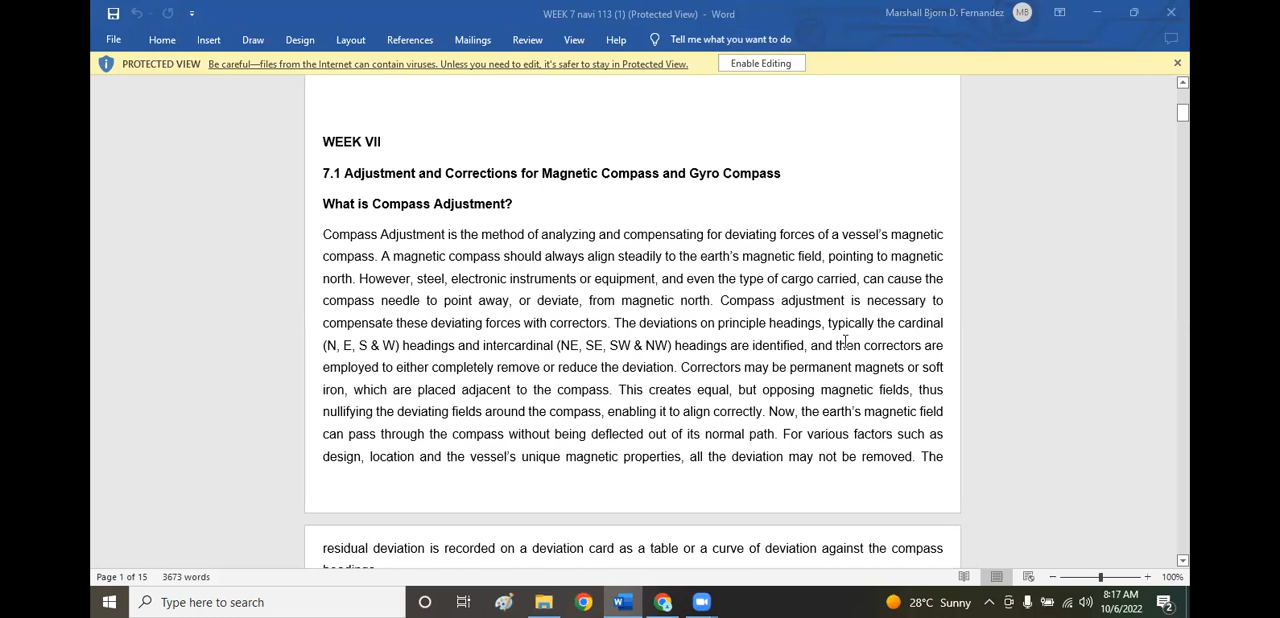 WEEK 7 navi 113 (1) (Protected View) - Word
Marshall Bjorn D. Fernandez
MB
File Home Insert Draw Design Layout References Mailings Review View Help Tell me what you want to do
PROTECTED VIEW Be careful—files from the Internet can contain viruses. Unless you need to edit, it's safer to stay in Protected View. Enable Editing
WEEK VII
7.1 Adjustment and Corrections for Magnetic Compass and Gyro Compass
What is Compass Adjustment?
Compass Adjustment is the method of analyzing and compensating for deviating forces of a vessel's magnetic
compass. A magnetic compass should always align steadily to the earth's magnetic field, pointing to magnetic
north. However, steel, electronic instruments or equipment, and even the type of cargo carried, can cause the
compass needle to point away, or deviate, from magnetic north. Compass adjustment is necessary to
compensate these deviating forces with correctors. The deviations on principle headings, typically the cardinal
(N, E, S & W) headings and intercardinal (NE, SE, SW & NW) headings are identified, and then correctors are
employed to either completely remove or reduce the deviation. Correctors may be permanent magnets or soft
iron, which are placed adjacent to the compass. This creates equal, but opposing magnetic fields, thus
nullifying the deviating fields around the compass, enabling it to align correctly. Now, the earth's magnetic field
can pass through the compass without being deflected out of its normal path. For various factors such as
design, location and the vessel's unique magnetic properties, all the deviation may not be removed. The
residual deviation is recorded on a deviation card as a table or a curve of deviation against the compass
headings.
Page 1 of 15 3673 words
100%
Type here to search
28°C Sunny
8:17 AM
10/6/2022
2